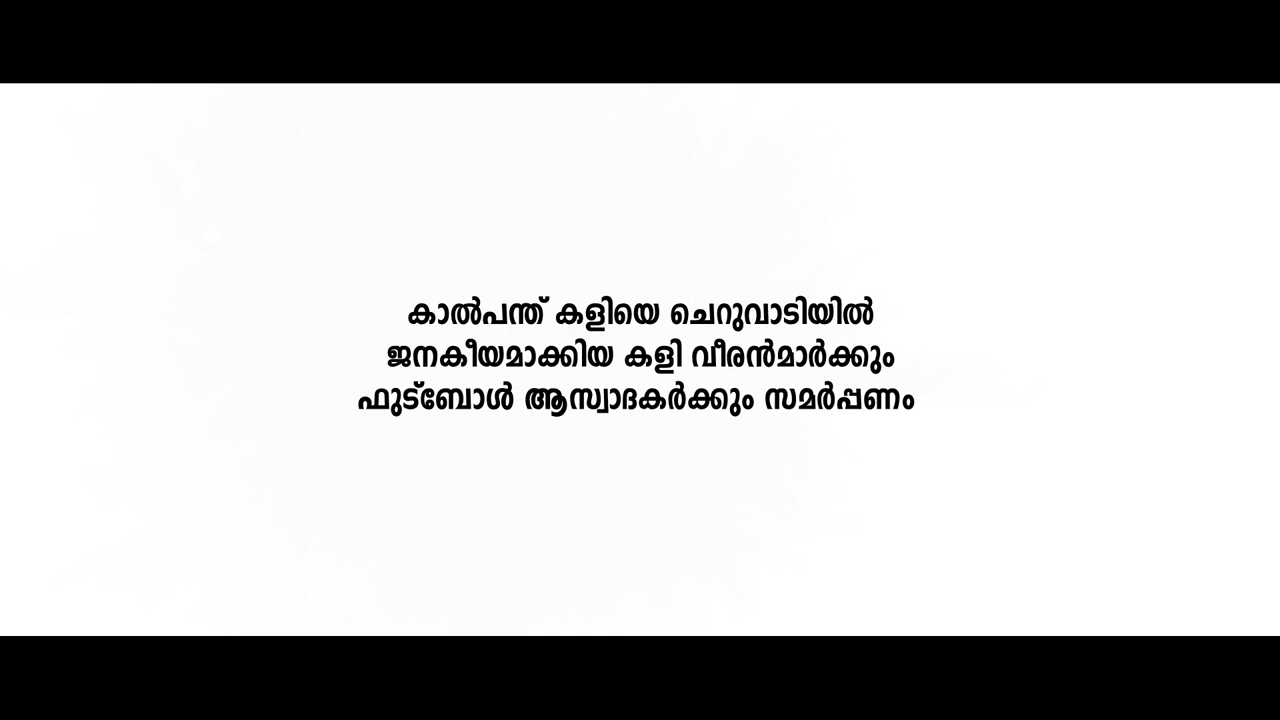 കാൽപന്ത് കളിയെ ചെറുവാടിയിൽ
ജനകീയമാക്കിയ കളി വീരൻമാർക്കും
ഫുട്ബോൾ ആസ്വാദകർക്കും സമർപ്പണം